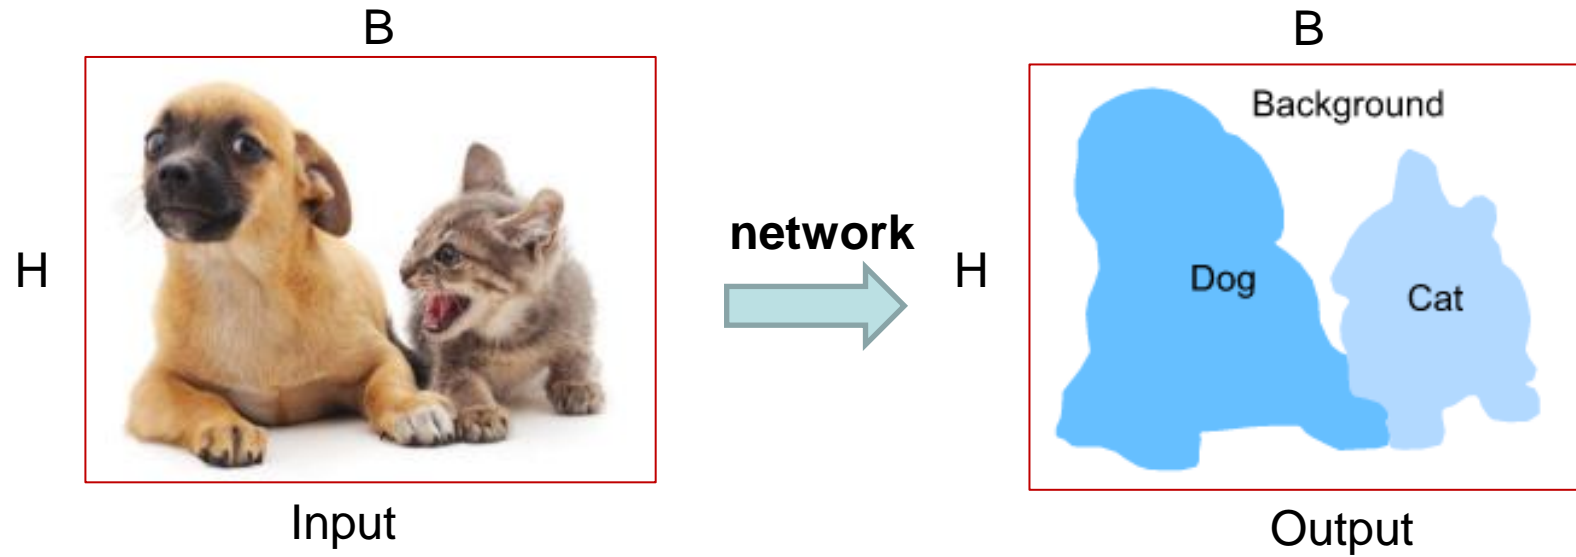 B
B
Background
network
H
H
Dog
Cat
Input
Output